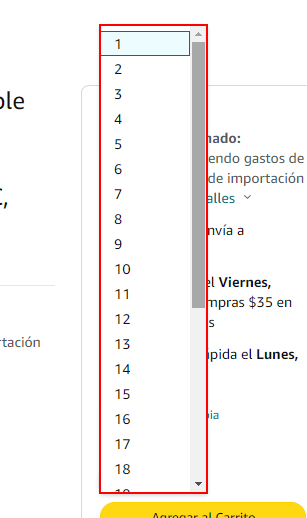 1
2
ble
3
4
5
nado:
6
endo gastos de
de importación
7
alles
8
nvía a
9
10
el Viernes,
11
mpras $35 en
12
s
13
rtación
pida el Lunes,
14
15
16
bia
17
18
19
Agregar al Carrito